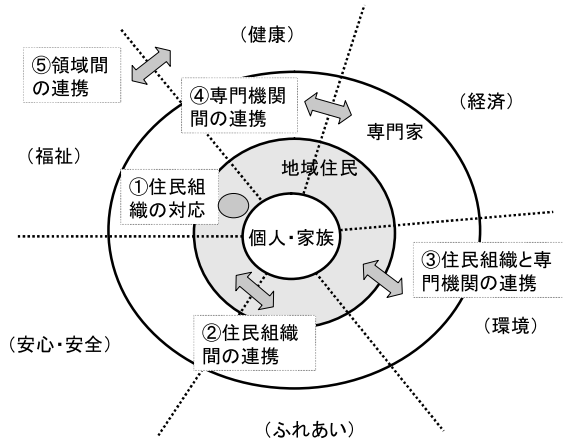 (健康)
⑤領域間
の連携
④専門機関
間の連携
(経済)
専門家
(福祉)
地域住民
①住民組
織の対応
個人・家族
③住民組織と専
門機関の連携
②住民組織
間の連携
(環境)
(安心・安全)
(ふれあい)